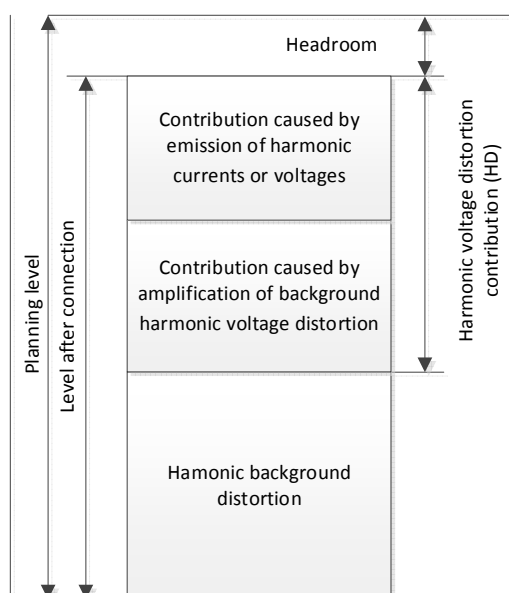 Headroom
Contribution caused by
emission of harmonic
currents or voltages
Contribution caused by
amplification of background
harmonic voltage distortion
Hamonic background
distortion
Planning level
Level after connection
Harmonic voltage distortion
contribution (HD)